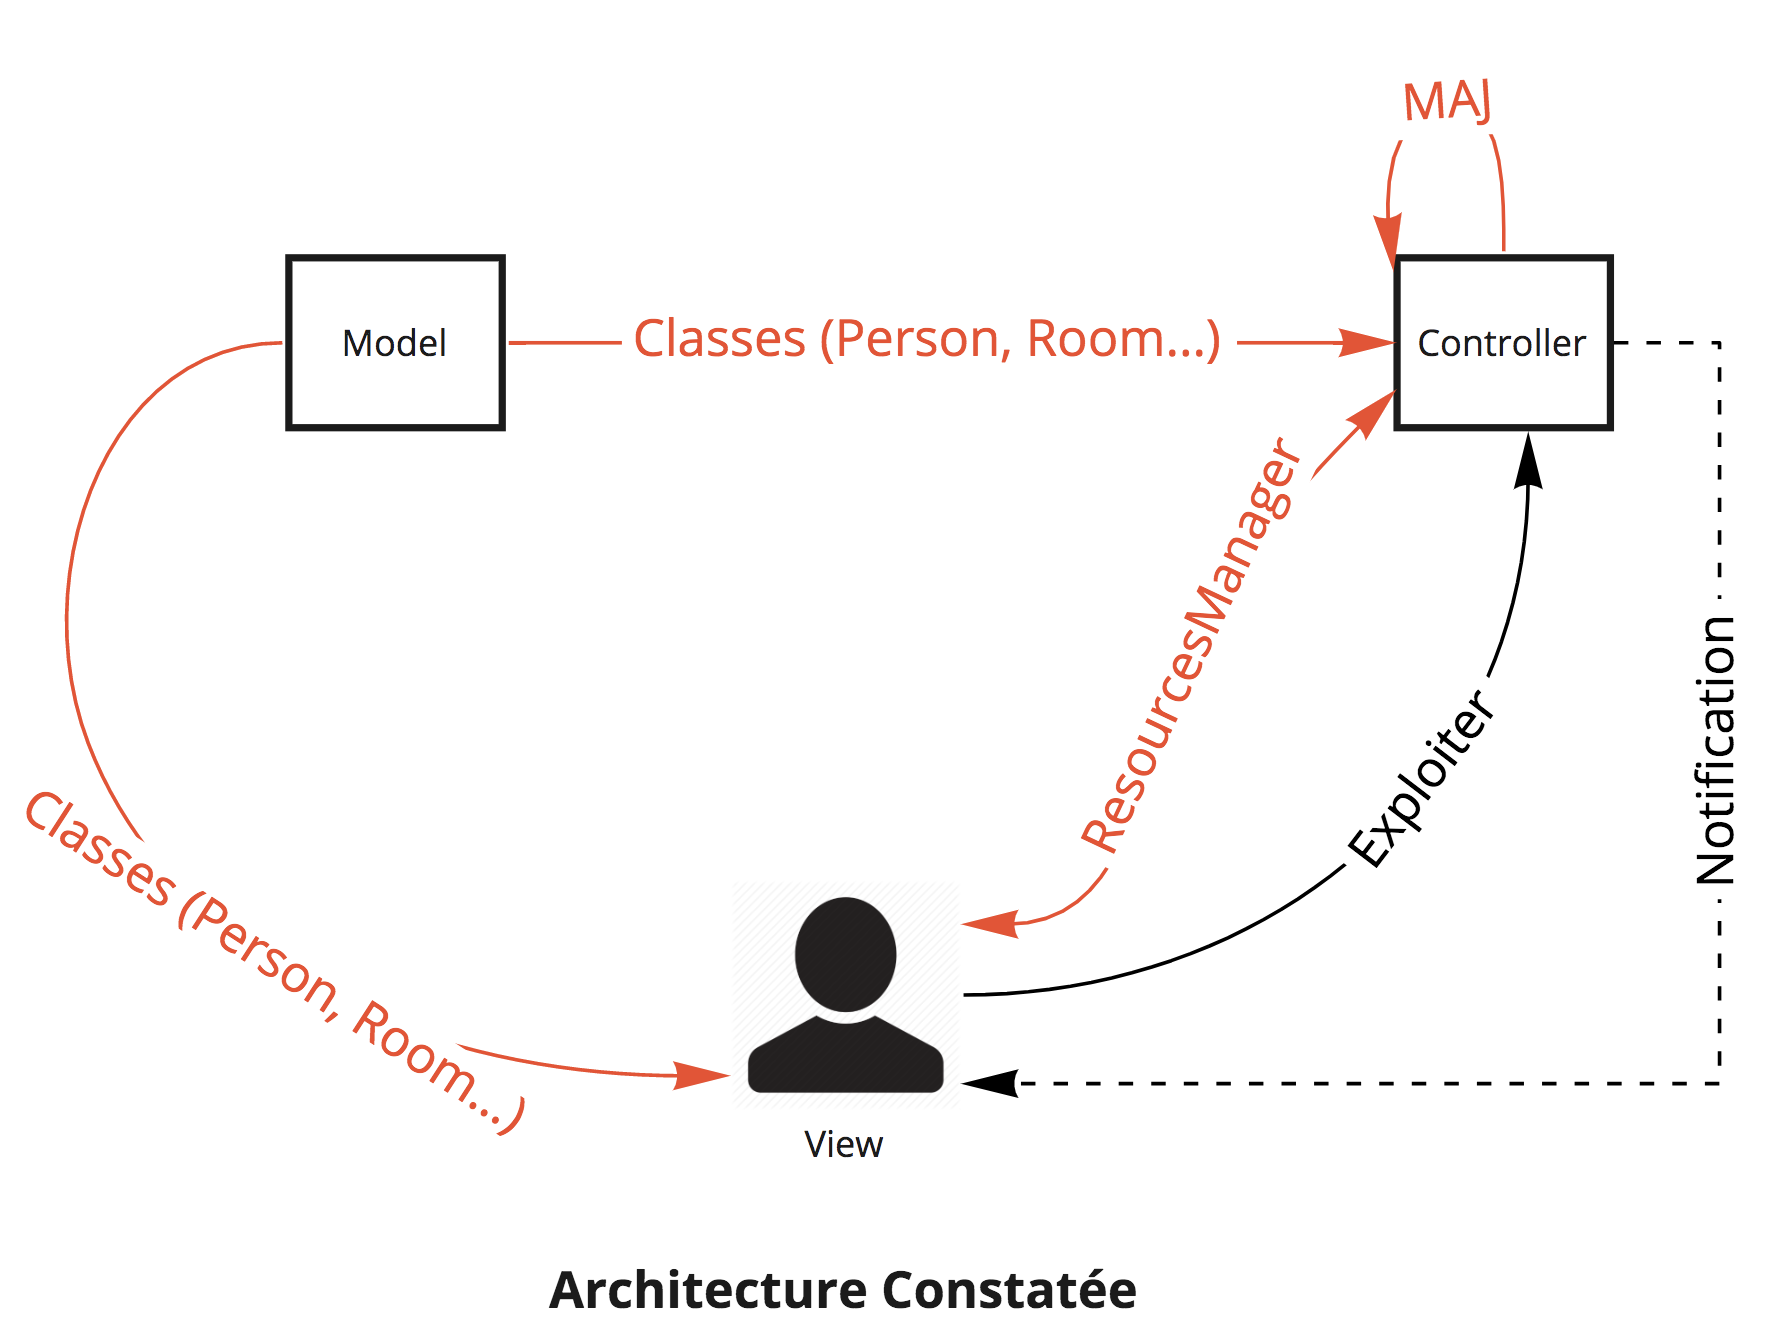 MAJ
Model
Classes (Person, Room...)
Controller
ResourcesManager
Exploiter
Notification
Classes (Person, Room...)
View
Architecture Constatée